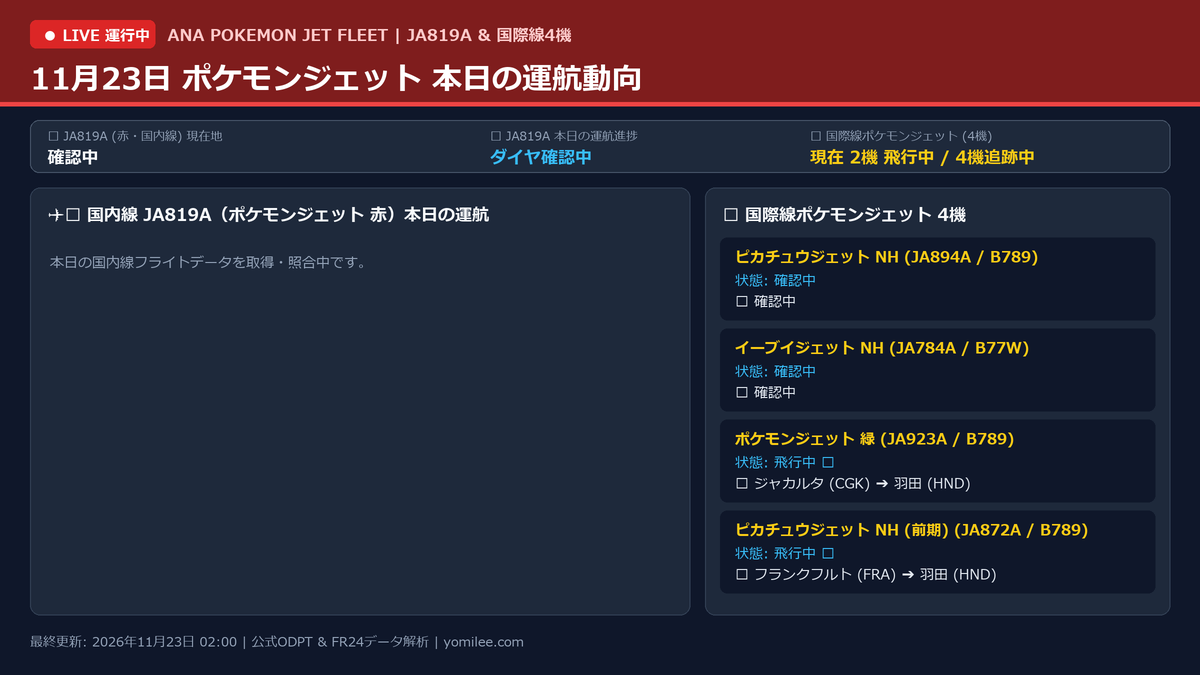 ● LIVE 運行中 ANA POKEMON JET FLEET | JA819A & 国際線4機
11月23日 ポケモンジェット 本日の運航動向
□ JA819A (赤・国内線) 現在地
確認中
□ JA819A 本日の運航進捗
ダイヤ確認中
□ 国際線ポケモンジェット (4機)
現在 2機 飛行中 / 4機追跡中
✈□ 国内線 JA819A（ポケモンジェット 赤）本日の運航
本日の国内線フライトデータを取得・照合中です。
□ 国際線ポケモンジェット 4機
ピカチュウジェット NH (JA894A / B789)
状態: 確認中
□ 確認中
イーブイジェット NH (JA784A / B77W)
状態: 確認中
□ 確認中
ポケモンジェット 緑 (JA923A / B789)
状態: 飛行中 □
□ ジャカルタ (CGK) ➔ 羽田 (HND)
ピカチュウジェット NH (前期) (JA872A / B789)
状態: 飛行中 □
□ フランクフルト (FRA) ➔ 羽田 (HND)
最終更新: 2026年11月23日 02:00 | 公式ODPT & FR24データ解析 | yomilee.com